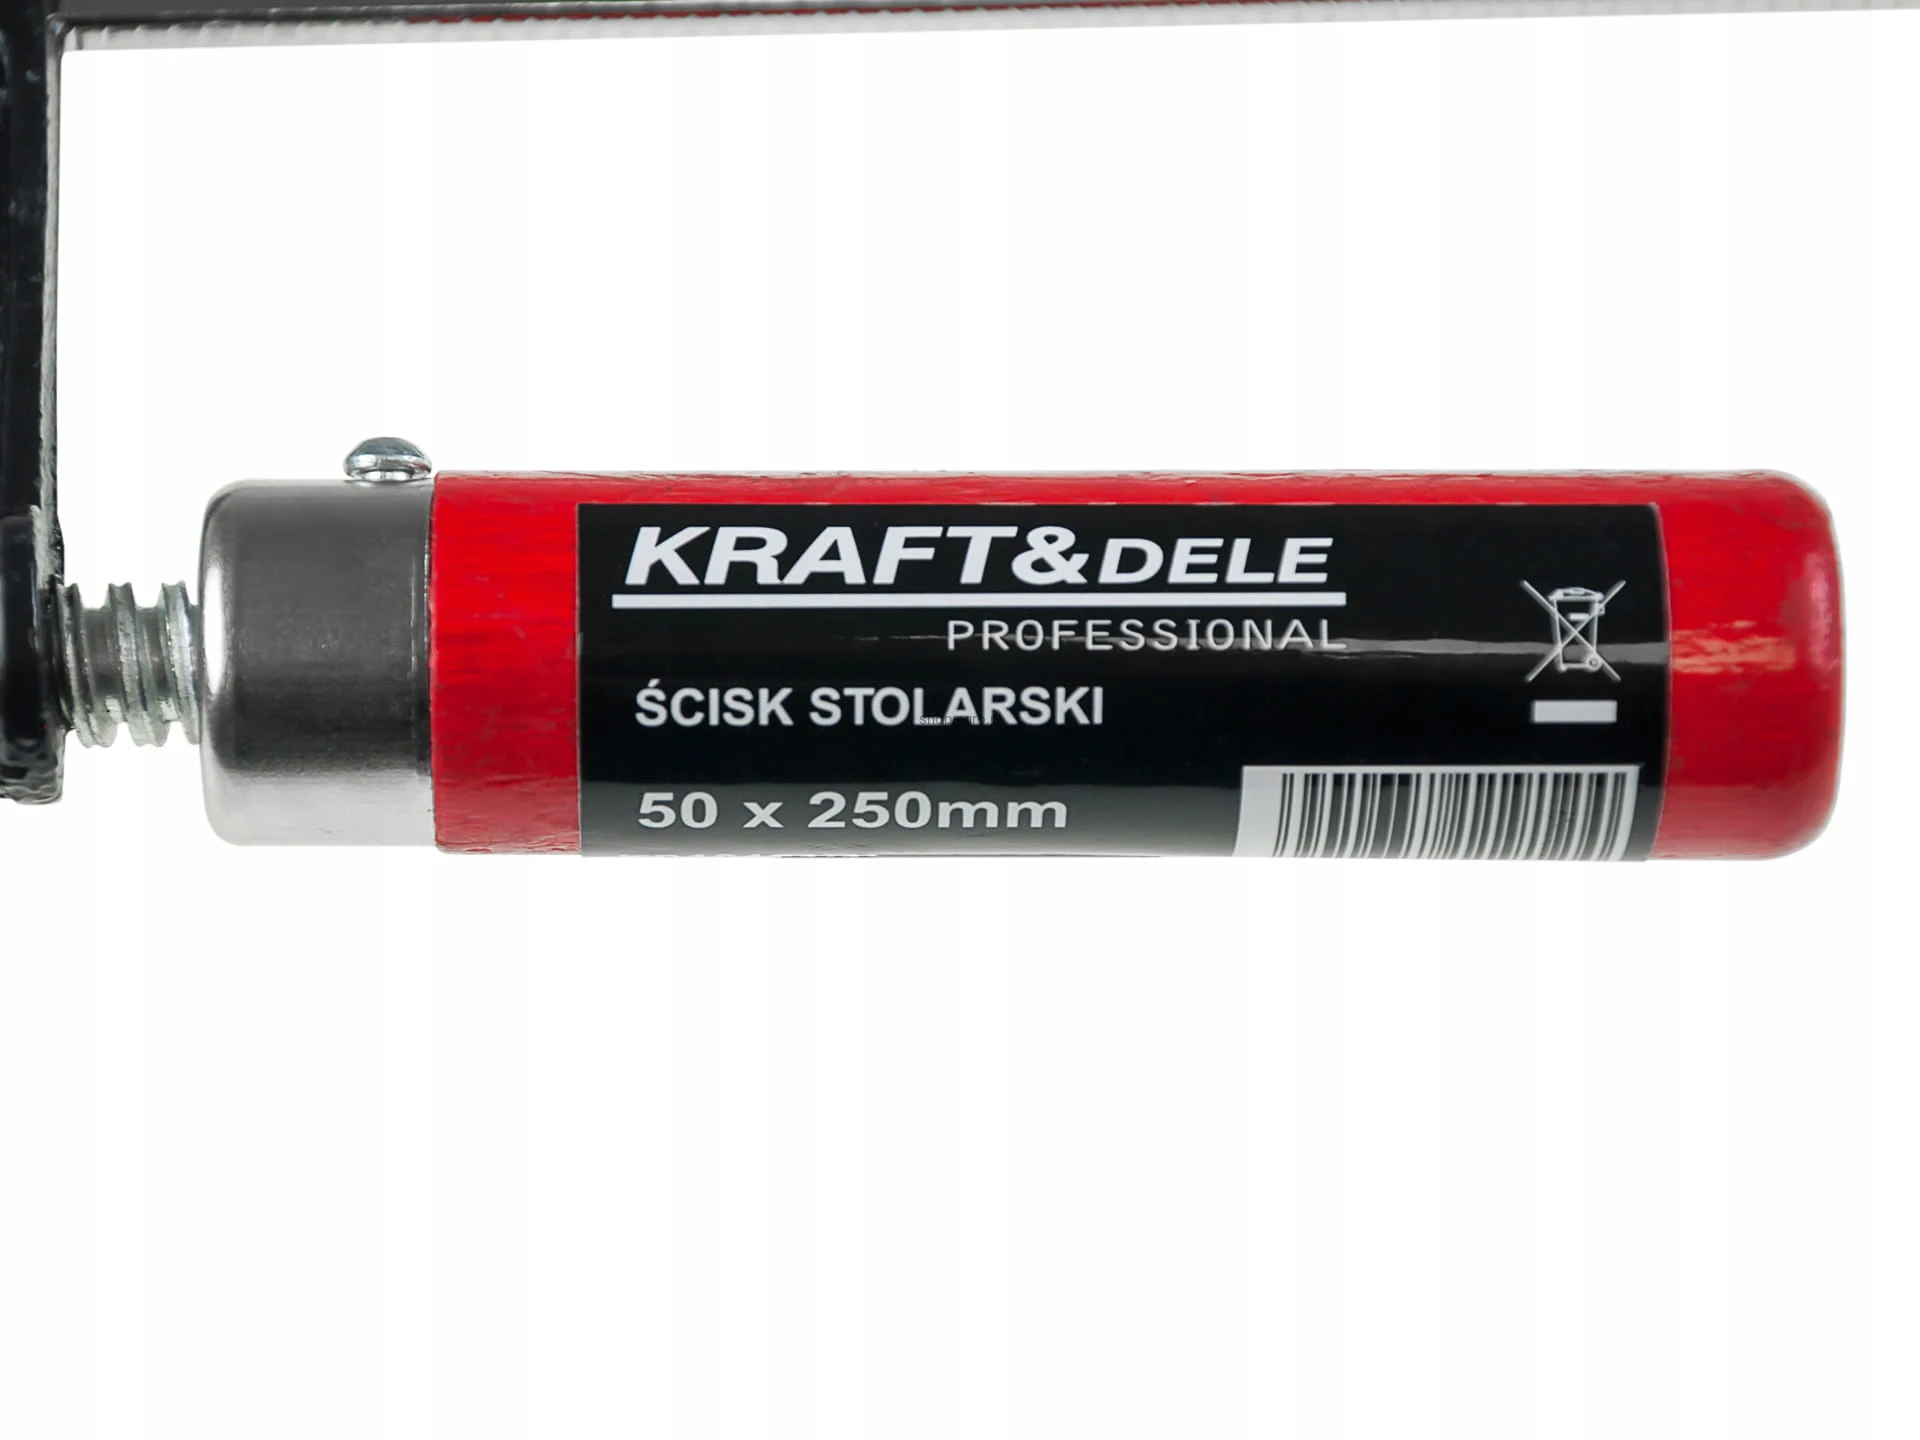 KRAFT&DELE
PROFESSIONAL
ŚCISK STOLARSKI
50 x 250mm